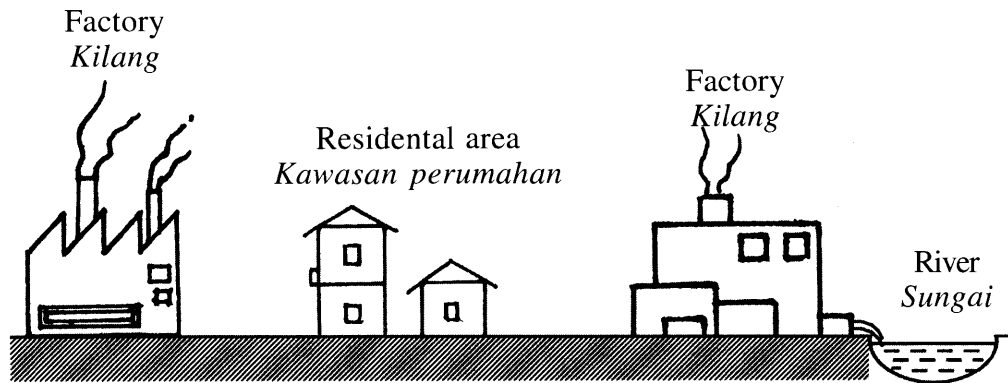 Factory
Kilang
Residental area
Kawasan perumahan
Factory
Kilang
River
Sungai